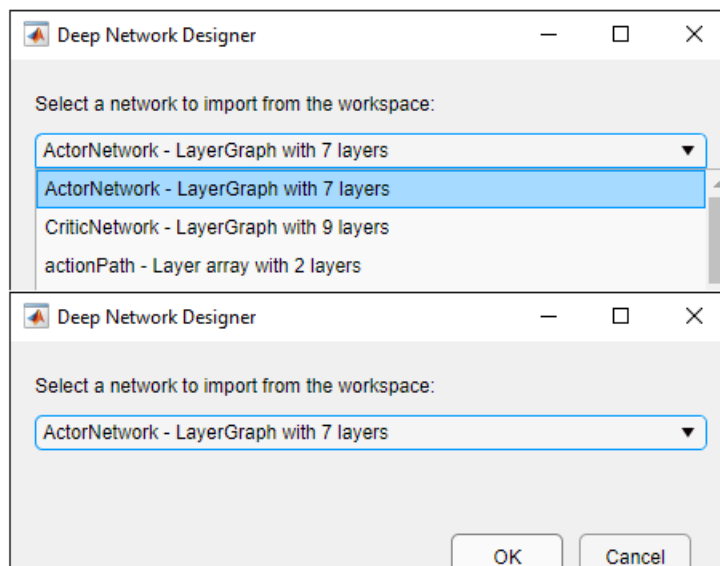 Deep Network Designer
Select a network to import from the workspace:
ActorNetwork - LayerGraph with 7 layers
ActorNetwork - LayerGraph with 7 layers
CriticNetwork - LayerGraph with 9 layers
actionPath - Layer array with 2 layers
Deep Network Designer
Select a network to import from the workspace:
ActorNetwork - LayerGraph with 7 layers
OK Cancel